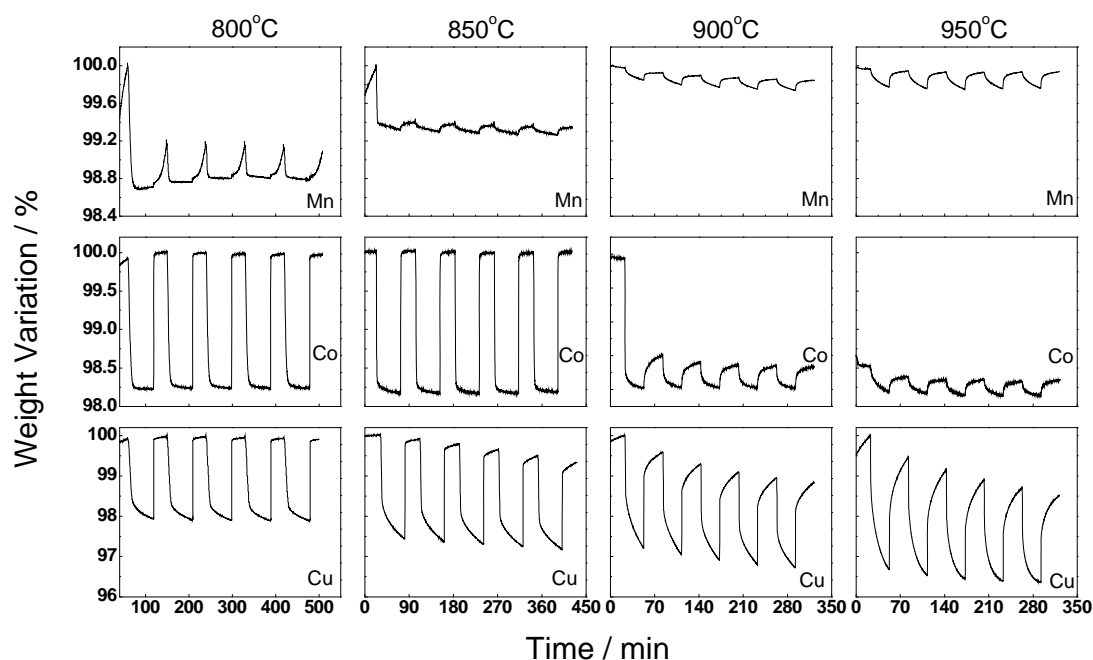 800°C 850°C 900°C 950°C
Weight Variation / %
100.0
99.6
99.2
98.8
98.4
Mn Mn Mn Mn
100.0
99.5
99.0
98.5
98.0
Co Co Co Co
100
99
98
97
96
Cu Cu Cu Cu
100 200 300 400 500 0 90 180 270 360 450 0 70 140 210 280 350 0 70 140 210 280 350
Time / min